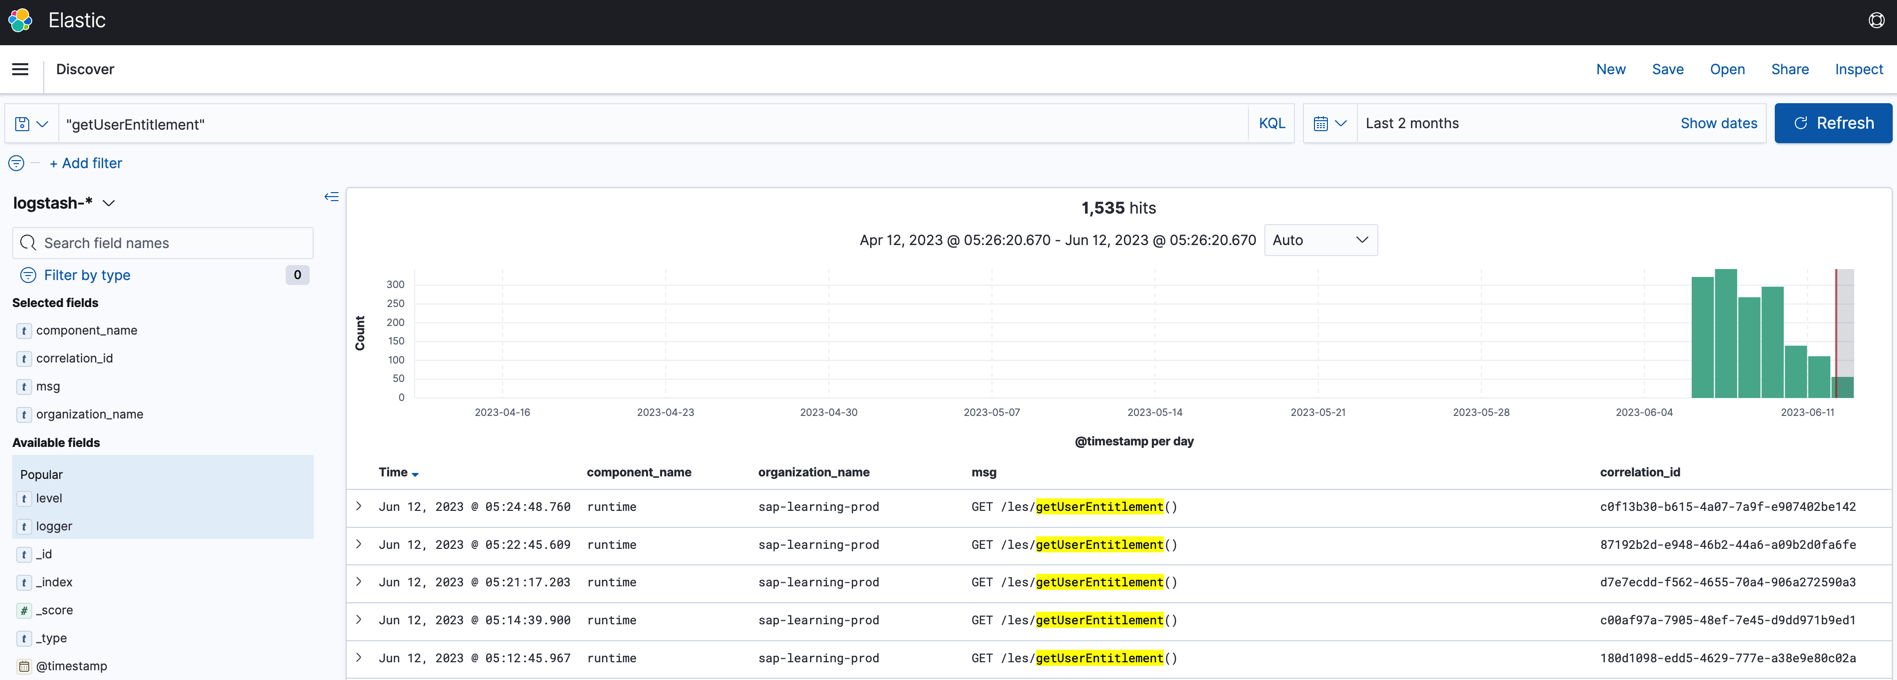 Elastic
Discover
New Save Open Share Inspect
"getUserEntitlement"
KQL
Last 2 months
Show dates
Refresh
+ Add filter
logstash-*
Search field names
Filter by type 0
Selected fields
t component_name
t correlation_id
t msg
t organization_name
Available fields
Popular
t level
t logger
t _id
t _index
# _score
t _type
@timestamp
1,535 hits
Apr 12, 2023 @ 05:26:20.670 - Jun 12, 2023 @ 05:26:20.670 Auto
Count
300
250
200
150
100
50
0
2023-04-16 2023-04-23 2023-04-30 2023-05-07 2023-05-14 2023-05-21 2023-05-28 2023-06-04 2023-06-11
@timestamp per day
Time component_name organization_name msg correlation_id
Jun 12, 2023 @ 05:24:48.760 runtime sap-learning-prod GET /les/getUserEntitlement() c0f13b30-b615-4a07-7a9f-e907402be142
Jun 12, 2023 @ 05:22:45.609 runtime sap-learning-prod GET /les/getUserEntitlement() 87192b2d-e948-46b2-44a6-a09b2d0fa6fe
Jun 12, 2023 @ 05:21:17.203 runtime sap-learning-prod GET /les/getUserEntitlement() d7e7ecdd-f562-4655-70a4-906a272590a3
Jun 12, 2023 @ 05:14:39.900 runtime sap-learning-prod GET /les/getUserEntitlement() c00af97a-7905-48ef-7e45-d9dd971b9ed1
Jun 12, 2023 @ 05:12:45.967 runtime sap-learning-prod GET /les/getUserEntitlement() 180d1098-edd5-4629-777e-a38e9e80c02a